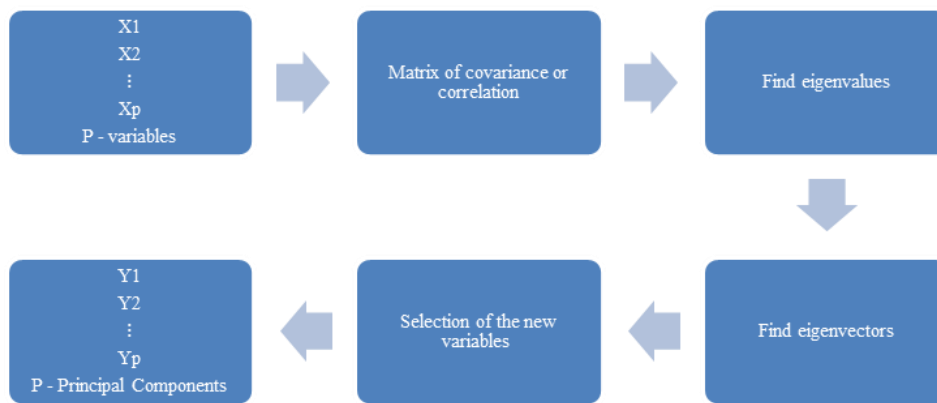 X1
X2
⋮
Xp
P - variables
Matrix of covariance or
correlation
Find eigenvalues
Find eigenvectors
Selection of the new
variables
Y1
Y2
⋮
Yp
P - Principal Components